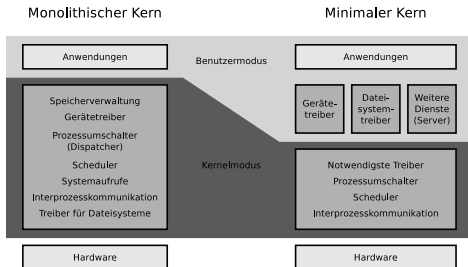 Monolithischer Kern
Minimaler Kern
Anwendungen
Benutzermodus
Anwendungen
Speicherverwaltung
Gerätetreiber
Prozessumschalter
(Dispatcher)
Scheduler
Systemaufrufe
Interprozesskommunikation
Treiber für Dateisysteme
Kernelmodus
Geräte-
treiber
Datei-
system-
treiber
Weitere
Dienste
(Server)
Notwendigste Treiber
Prozessumschalter
Scheduler
Interprozesskommunikation
Hardware
Hardware